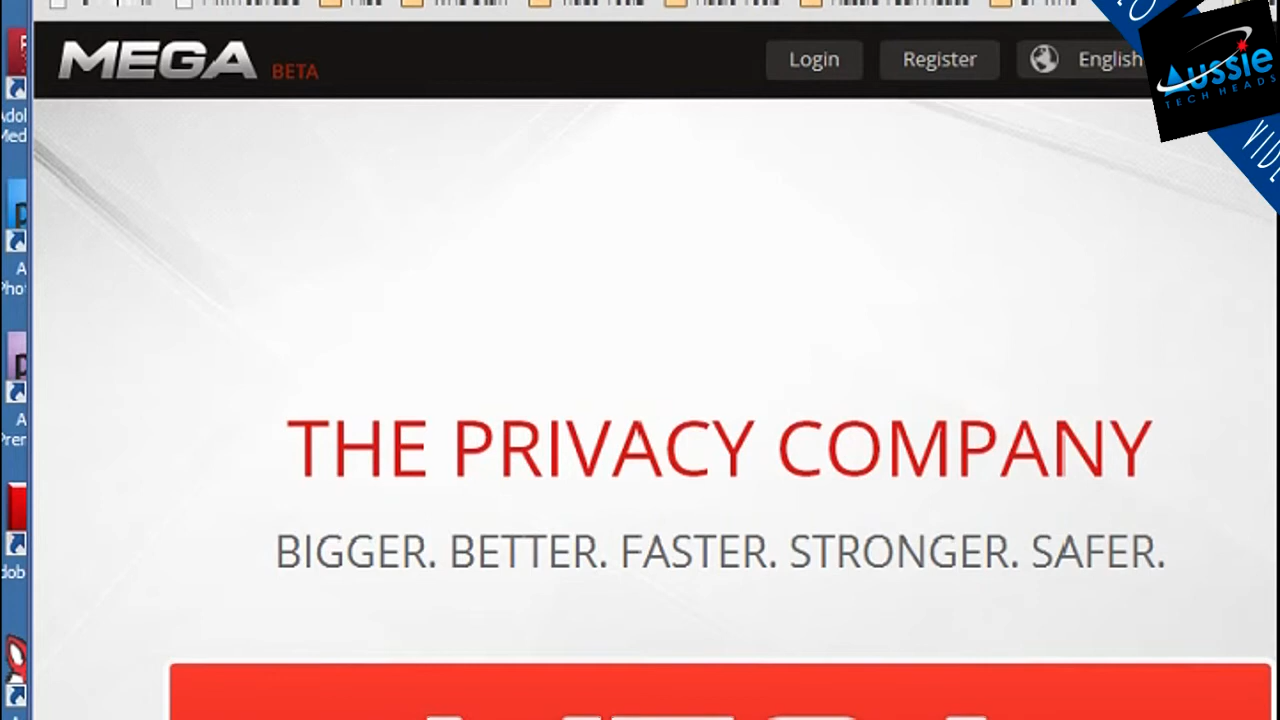 MEGA BETA
Login Register English
Aussie
TECH HEADS
THE PRIVACY COMPANY
BIGGER. BETTER. FASTER. STRONGER. SAFER.